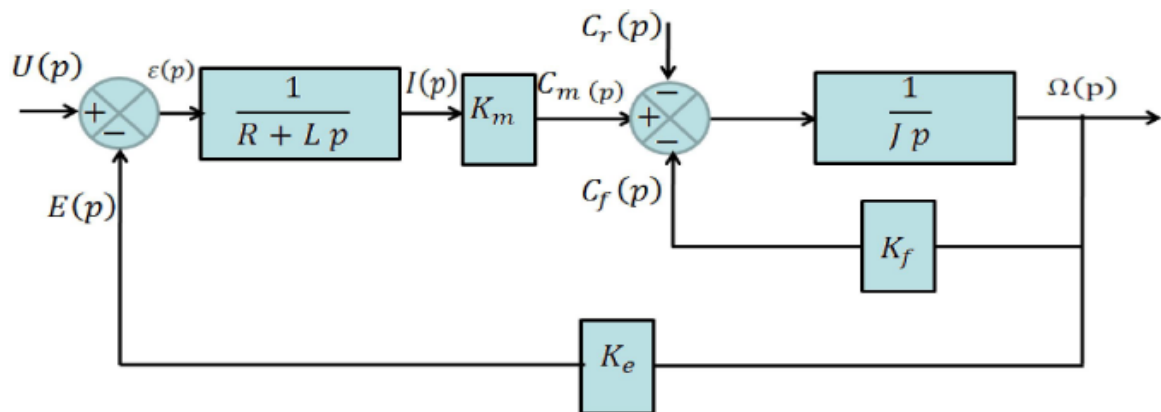 C_r(p)
U(p)
ε(p)
1
R + L p
I(p)
K_m
C_m (p)
1
J p
Ω(p)
+
−
−
+
−
E(p)
C_f(p)
K_f
K_e